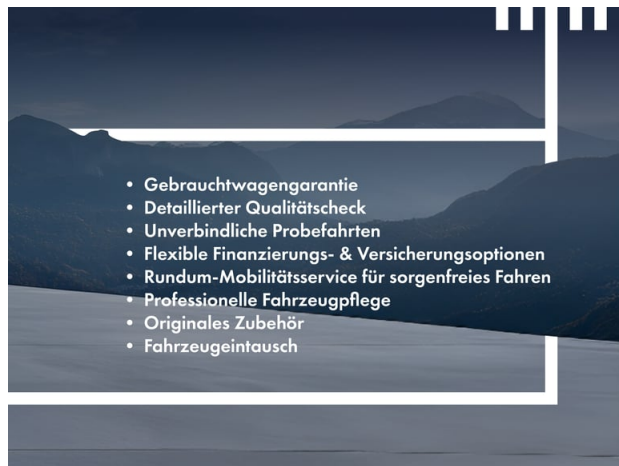 • Gebrauchtwagengarantie
• Detaillierter Qualitätscheck
• Unverbindliche Probefahrten
• Flexible Finanzierungs- & Versicherungsoptionen
• Rundum-Mobilitätsservice für sorgenfreies Fahren
• Professionelle Fahrzeugpflege
• Originales Zubehör
• Fahrzeugeintausch